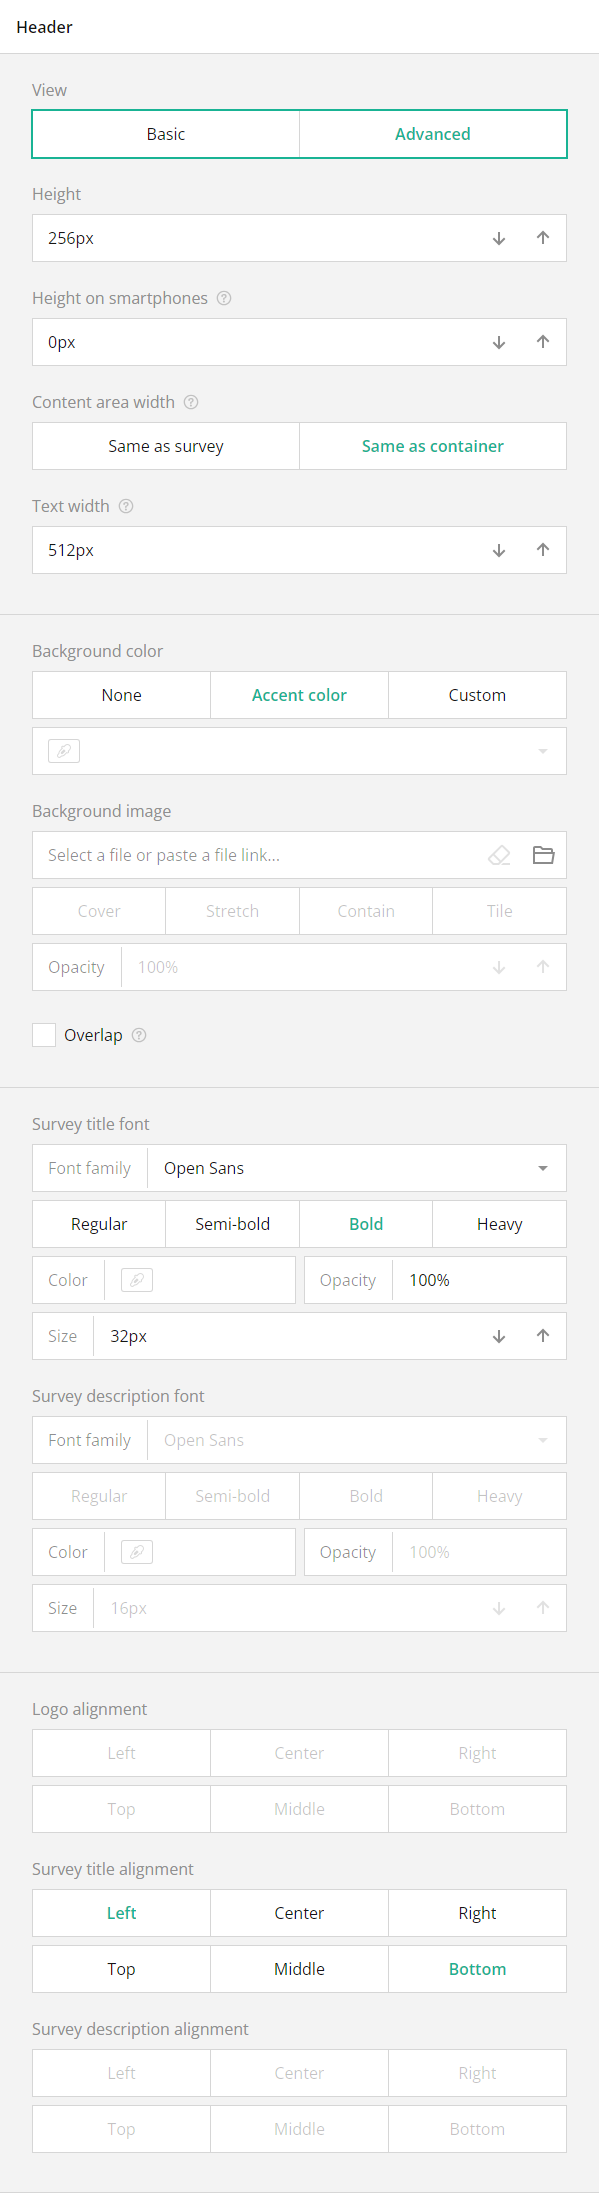 Header
View
Basic Advanced
Height
256px
Height on smartphones
0px
Content area width
Same as survey Same as container
Text width
512px
Background color
None Accent color Custom
Background image
Select a file or paste a file link...
Cover Stretch Contain Tile
Opacity 100%
Overlap
Survey title font
Font family Open Sans
Regular Semi-bold Bold Heavy
Color Opacity 100%
Size 32px
Survey description font
Font family Open Sans
Regular Semi-bold Bold Heavy
Color Opacity 100%
Size 16px
Logo alignment
Left Center Right
Top Middle Bottom
Survey title alignment
Left Center Right
Top Middle Bottom
Survey description alignment
Left Center Right
Top Middle Bottom